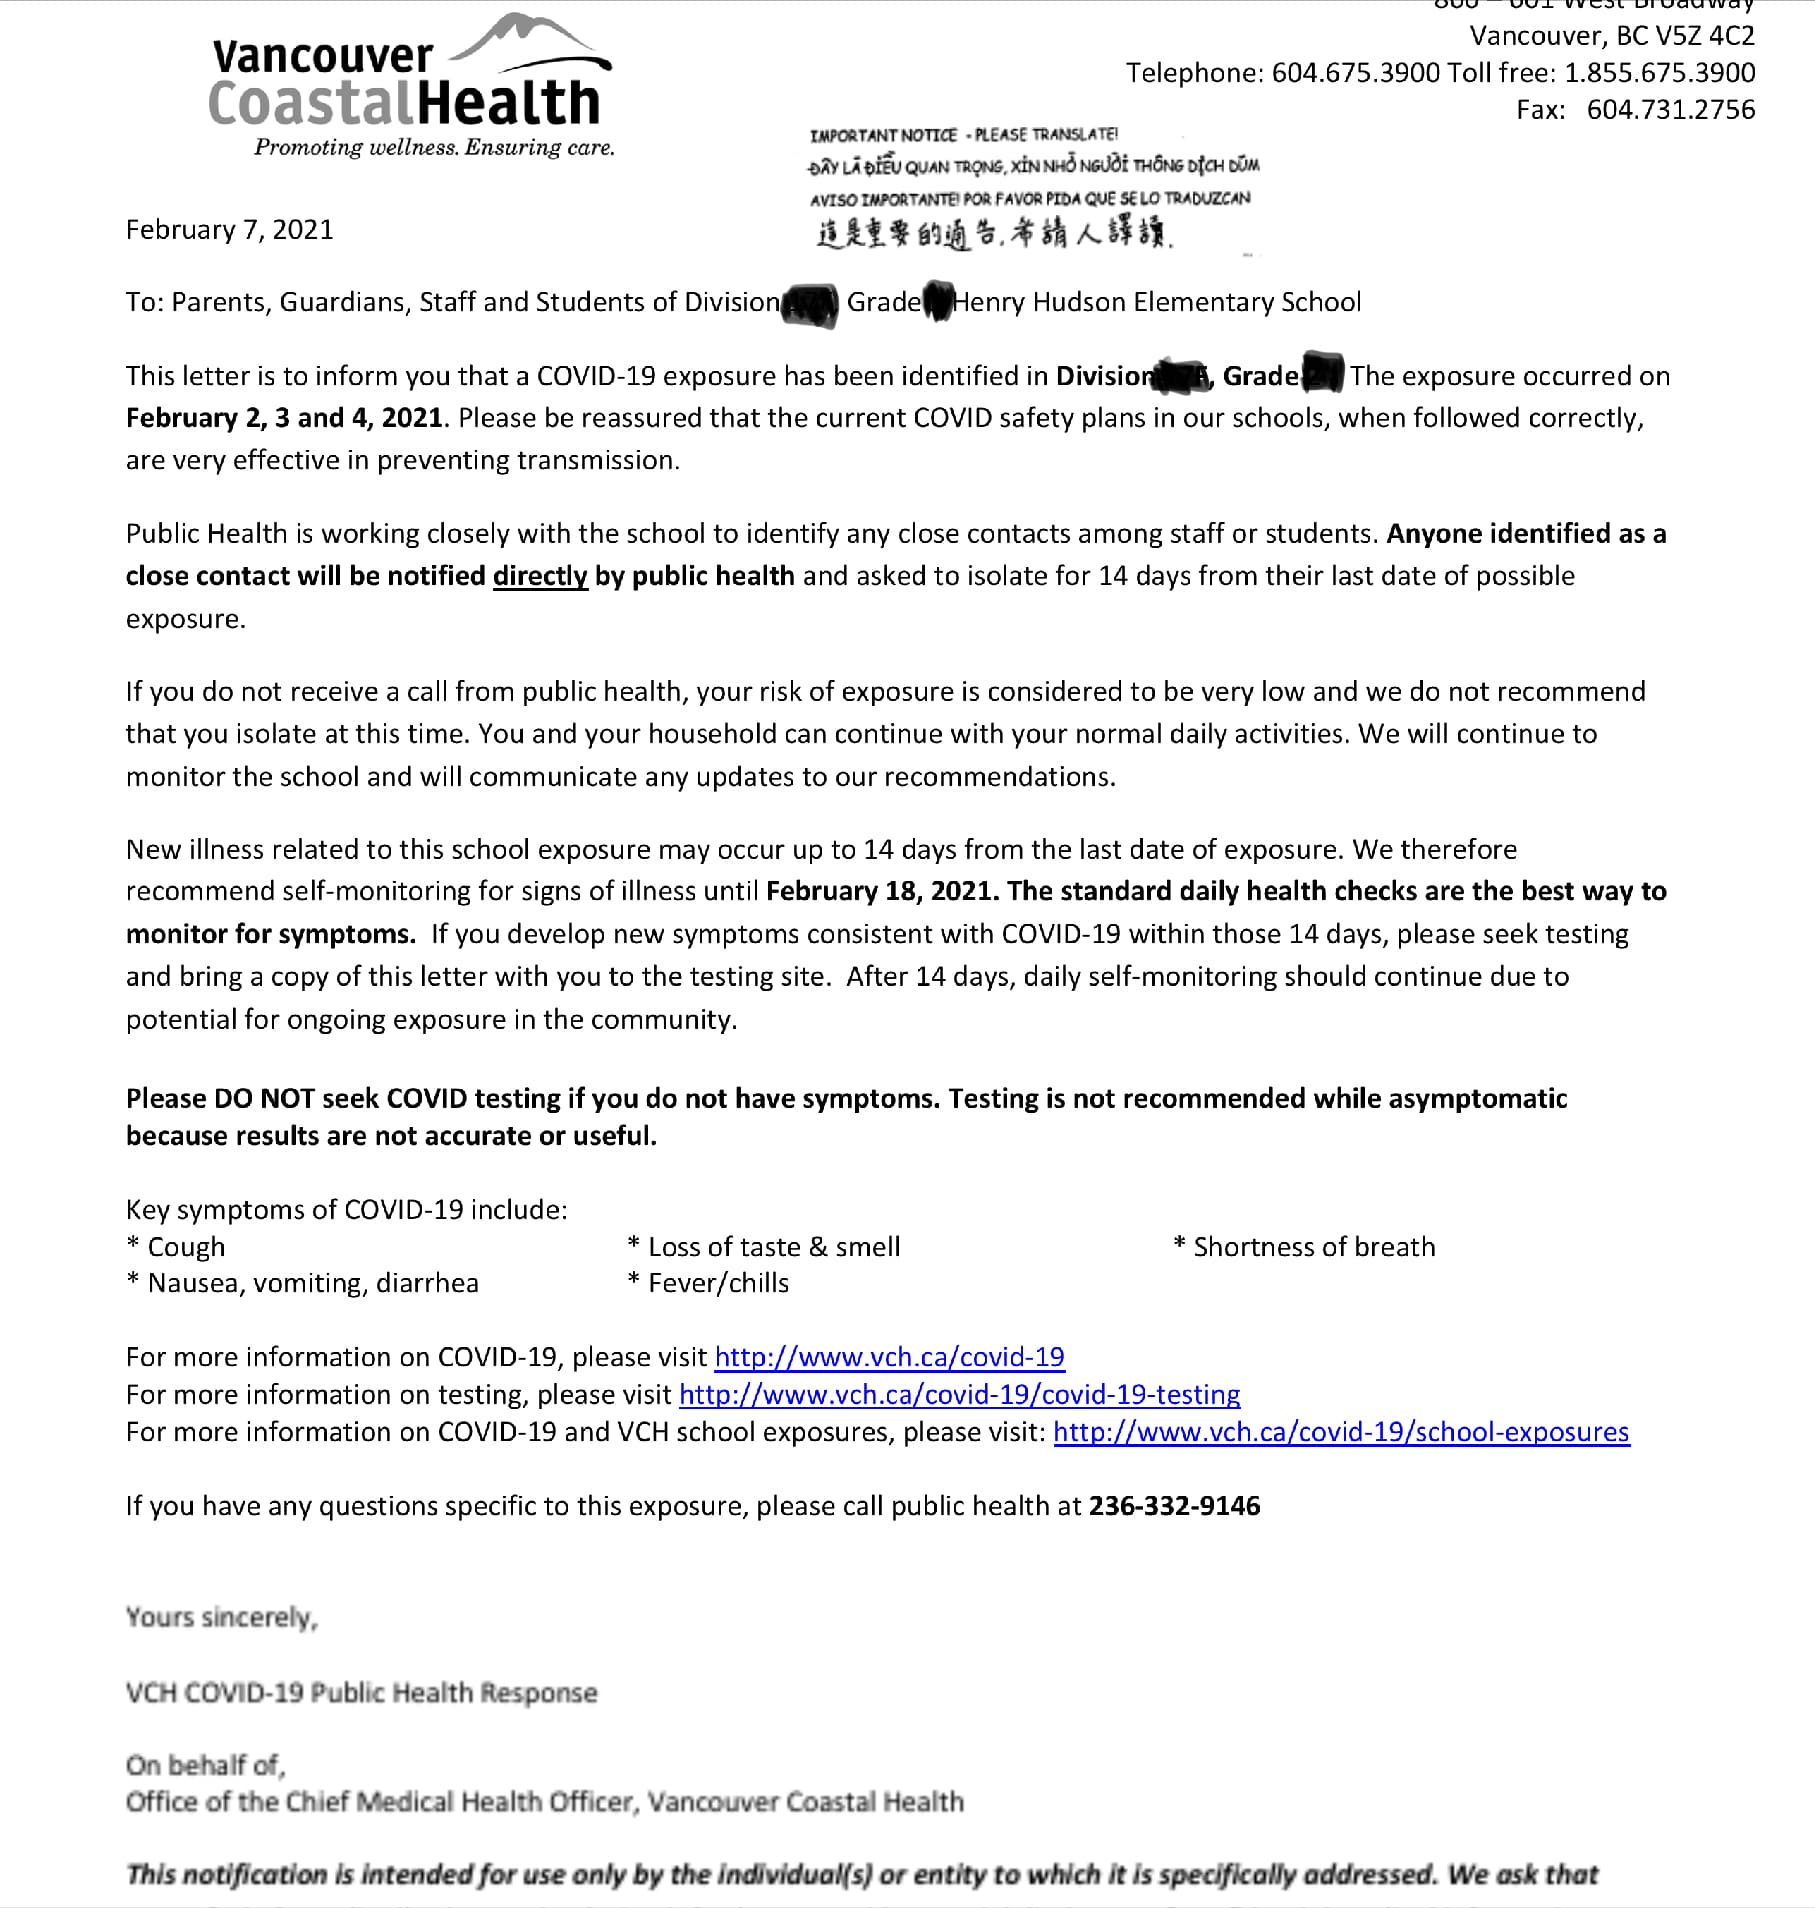 Vancouver
CoastalHealth
Promoting wellness. Ensuring care.
West Broadway
Vancouver, BC V5Z 4C2
Telephone: 604.675.3900 Toll free: 1.855.675.3900
Fax: 604.731.2756
IMPORTANT NOTICE - PLEASE TRANSLATE!
ĐÂY LÀ ĐIỀU QUAN TRỌNG, XIN NHỜ NGƯỜI THÔNG DỊCH DÙM
AVISO IMPORTANTE! POR FAVOR PIDA QUE SE LO TRADUZCAN
這是重要的通告,希請人譯讀.
February 7, 2021
To: Parents, Guardians, Staff and Students of Division Grade Henry Hudson Elementary School
This letter is to inform you that a COVID-19 exposure has been identified in Division , Grade The exposure occurred on
February 2, 3 and 4, 2021. Please be reassured that the current COVID safety plans in our schools, when followed correctly,
are very effective in preventing transmission.
Public Health is working closely with the school to identify any close contacts among staff or students. Anyone identified as a
close contact will be notified directly by public health and asked to isolate for 14 days from their last date of possible
exposure.
If you do not receive a call from public health, your risk of exposure is considered to be very low and we do not recommend
that you isolate at this time. You and your household can continue with your normal daily activities. We will continue to
monitor the school and will communicate any updates to our recommendations.
New illness related to this school exposure may occur up to 14 days from the last date of exposure. We therefore
recommend self-monitoring for signs of illness until February 18, 2021. The standard daily health checks are the best way to
monitor for symptoms. If you develop new symptoms consistent with COVID-19 within those 14 days, please seek testing
and bring a copy of this letter with you to the testing site. After 14 days, daily self-monitoring should continue due to
potential for ongoing exposure in the community.
Please DO NOT seek COVID testing if you do not have symptoms. Testing is not recommended while asymptomatic
because results are not accurate or useful.
Key symptoms of COVID-19 include:
* Cough * Loss of taste & smell * Shortness of breath
* Nausea, vomiting, diarrhea * Fever/chills
For more information on COVID-19, please visit http://www.vch.ca/covid-19
For more information on testing, please visit http://www.vch.ca/covid-19/covid-19-testing
For more information on COVID-19 and VCH school exposures, please visit: http://www.vch.ca/covid-19/school-exposures
If you have any questions specific to this exposure, please call public health at 236-332-9146
Yours sincerely,
VCH COVID-19 Public Health Response
On behalf of,
Office of the Chief Medical Health Officer, Vancouver Coastal Health
This notification is intended for use only by the individual(s) or entity to which it is specifically addressed. We ask that